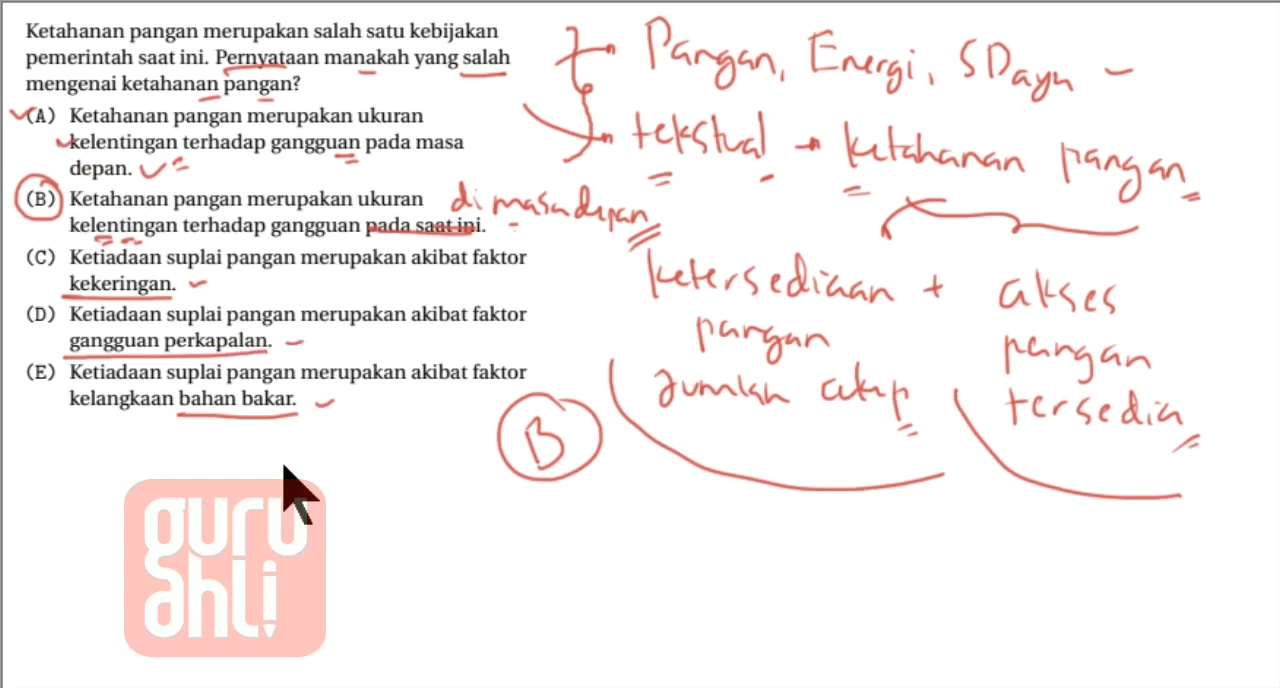 Ketahanan pangan merupakan salah satu kebijakan
pemerintah saat ini. Pernyataan manakah yang salah
mengenai ketahanan pangan?
(A) Ketahanan pangan merupakan ukuran
kelentingan terhadap gangguan pada masa
depan.
(B) Ketahanan pangan merupakan ukuran
kelentingan terhadap gangguan pada saat ini.
(C) Ketiadaan suplai pangan merupakan akibat faktor
kekeringan.
(D) Ketiadaan suplai pangan merupakan akibat faktor
gangguan perkapalan.
(E) Ketiadaan suplai pangan merupakan akibat faktor
kelangkaan bahan bakar.
Pangan, Energi, SDaya
tekstual → ketahanan pangan
di masa depan
ketersediaan + akses
pangan pangan
Jumlah cukup tersedia
B
guru
ahli